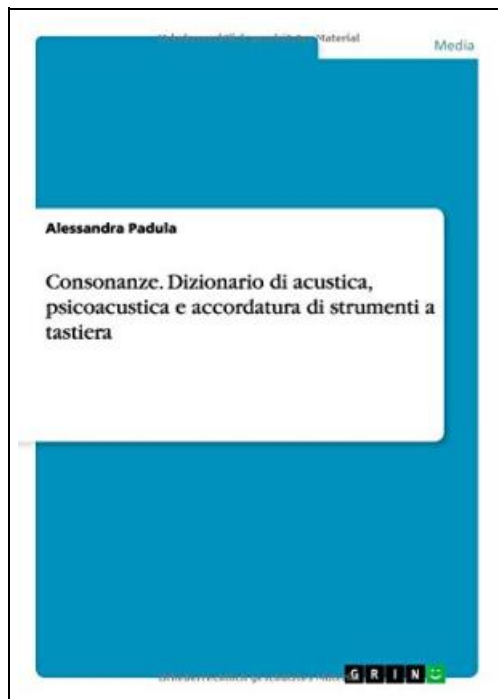 Material
Media
Alessandra Padula
Consonanze. Dizionario di acustica,
psicoacustica e accordatura di strumenti a
tastiera
GRIN